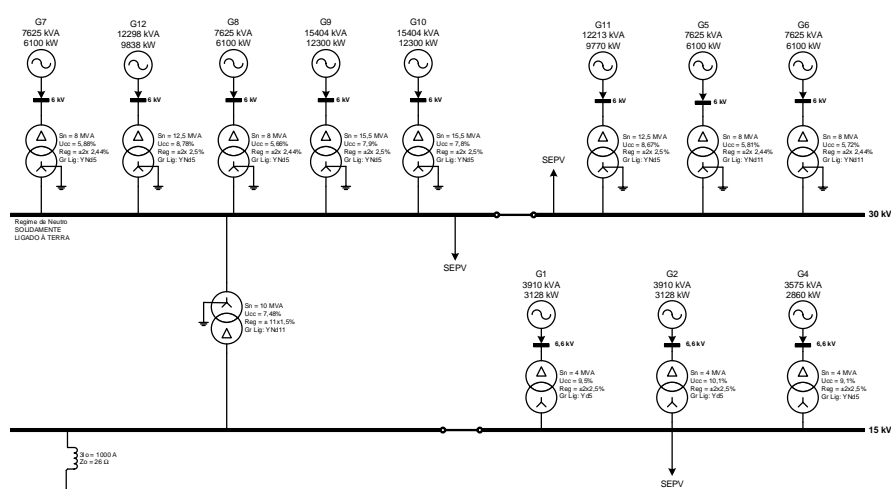 G7
7625 kVA
6100 kW
G12
12298 kVA
9838 kW
G8
7625 kVA
6100 kW
G9
15404 kVA
12300 kW
G10
15404 kVA
12300 kW
G11
12213 kVA
9770 kW
G5
7625 kVA
6100 kW
G6
7625 kVA
6100 kW
6 kV
6 kV
6 kV
6 kV
6 kV
6 kV
6 kV
6 kV
Sn = 8 MVA
Ucc = 5,88%
Reg = ±2x 2,44%
Gr Lig: YNd5
Sn = 12,5 MVA
Ucc = 8,78%
Reg = ±2x 2,5%
Gr Lig: YNd5
Sn = 8 MVA
Ucc = 5,66%
Reg = ±2x 2,44%
Gr Lig: YNd5
Sn = 15,5 MVA
Ucc = 7,9%
Reg = ±2x 2,5%
Gr Lig: YNd5
Sn = 15,5 MVA
Ucc = 7,8%
Reg = ±2x 2,5%
Gr Lig: YNd5
Sn = 12,5 MVA
Ucc = 8,67%
Reg = ±2x 2,5%
Gr Lig: YNd5
Sn = 8 MVA
Ucc = 5,81%
Reg = ±2x 2,44%
Gr Lig: YNd11
Sn = 8 MVA
Ucc = 5,72%
Reg = ±2x 2,44%
Gr Lig: YNd11
SEPV
30 kV
Regime de Neutro
SOLIDAMENTE
LIGADO À TERRA
SEPV
G1
3910 kVA
3128 kW
G2
3910 kVA
3128 kW
G4
3575 kVA
2860 kW
Sn = 10 MVA
Ucc = 7,48%
Reg = ± 11x1,5%
Gr Lig: YNd11
6,6 kV
6,6 kV
6,6 kV
Sn = 4 MVA
Ucc = 9,5%
Reg = ±2x2,5%
Gr Lig: Yd5
Sn = 4 MVA
Ucc = 10,1%
Reg = ±2x2,5%
Gr Lig: Yd5
Sn = 4 MVA
Ucc = 9,1%
Reg = ±2x2,5%
Gr Lig: YNd5
15 kV
3Io = 1000 A
Zo = 26 Ω
SEPV